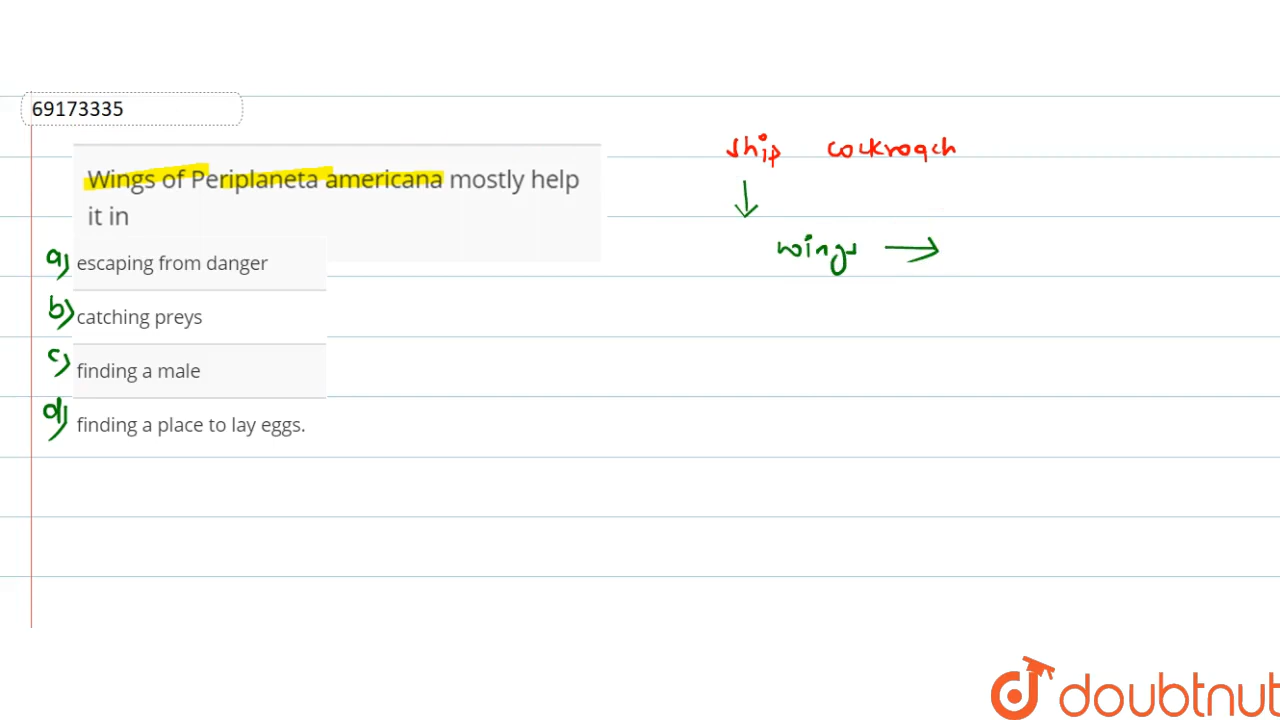 69173335
Wings of Periplaneta americana mostly help
it in
a) escaping from danger
b) catching preys
c) finding a male
d) finding a place to lay eggs.
ship cockroach
wings
doubtnut